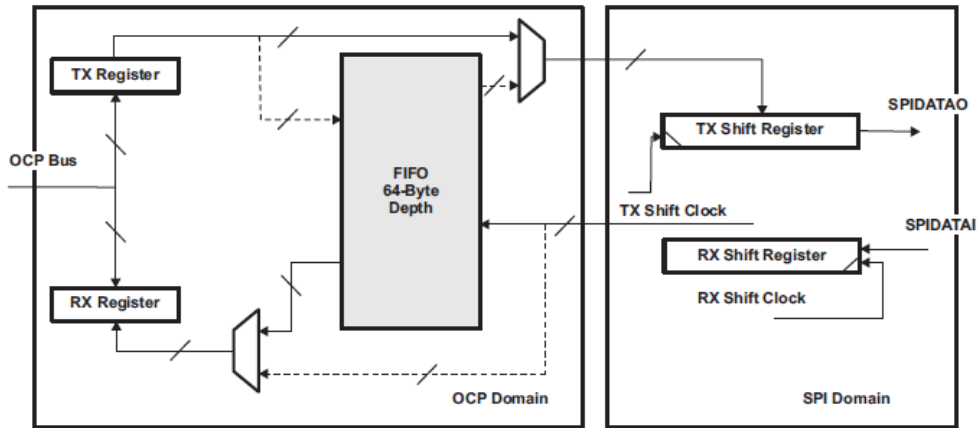 TX Register
OCP Bus
RX Register
FIFO
64-Byte
Depth
OCP Domain
SPIDATAO
TX Shift Register
TX Shift Clock
SPIDATAI
RX Shift Register
RX Shift Clock
SPI Domain